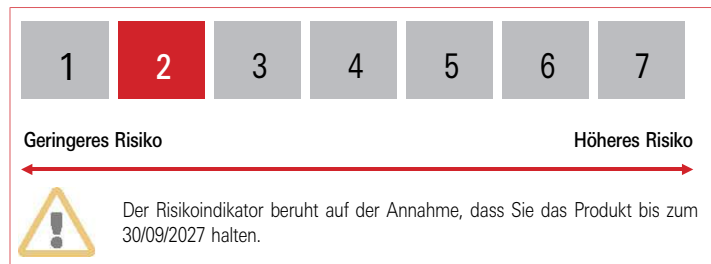 1 2 3 4 5 6 7
Geringeres Risiko Höheres Risiko
Der Risikoindikator beruht auf der Annahme, dass Sie das Produkt bis zum
30/09/2027 halten.